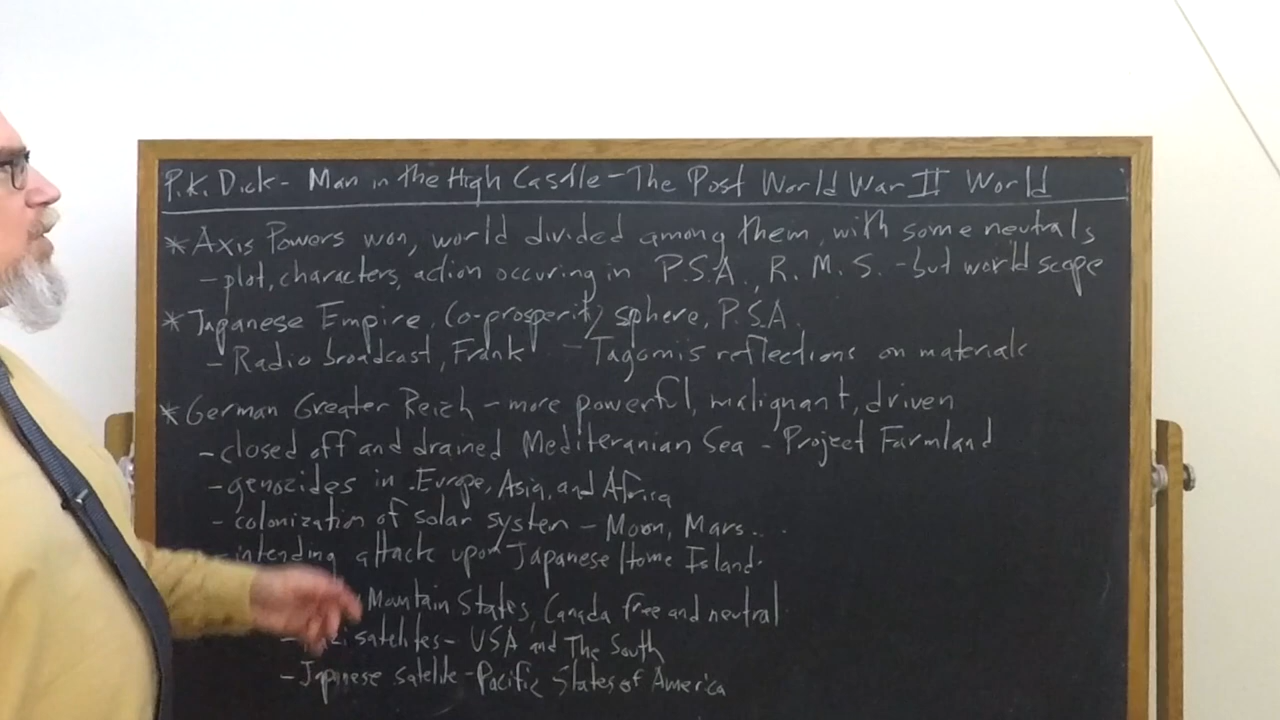 P.K. Dick - Man in the High Castle - The Post World War II World
* Axis Powers won, world divided among them, with some neutrals
- plot, characters, action occuring in P.S.A., R.M.S. - but world scope
* Japanese Empire, Co-prosperity sphere, P.S.A.
- Radio broadcast, Frank - Tagomis reflections on materials
* German Greater Reich - more powerful, malignant, driven
- closed off and drained Mediteranian Sea - Project Farmland
- genocides in Europe, Asia, and Africa
- colonization of solar system - Moon, Mars...
- intending attack upon Japanese Home Island.
Mountain States, Canada free and neutral
- satelites - USA and The South
- Japanese satelite - Pacific States of America